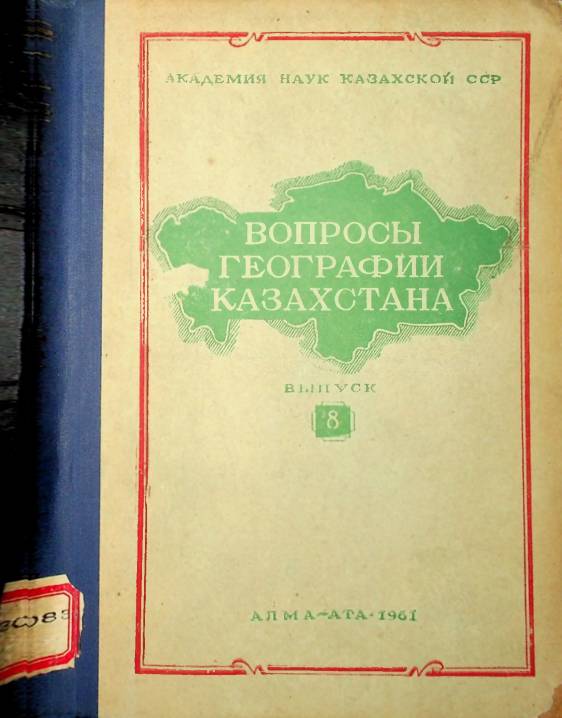 АКАДЕМИЯ НАУК КАЗАХСКОЙ ССР
ВОПРОСЫ
ГЕОГРАФИИ
КАЗАХСТАНА
ВЫПУСК
8
АЛМА-АТА·1961